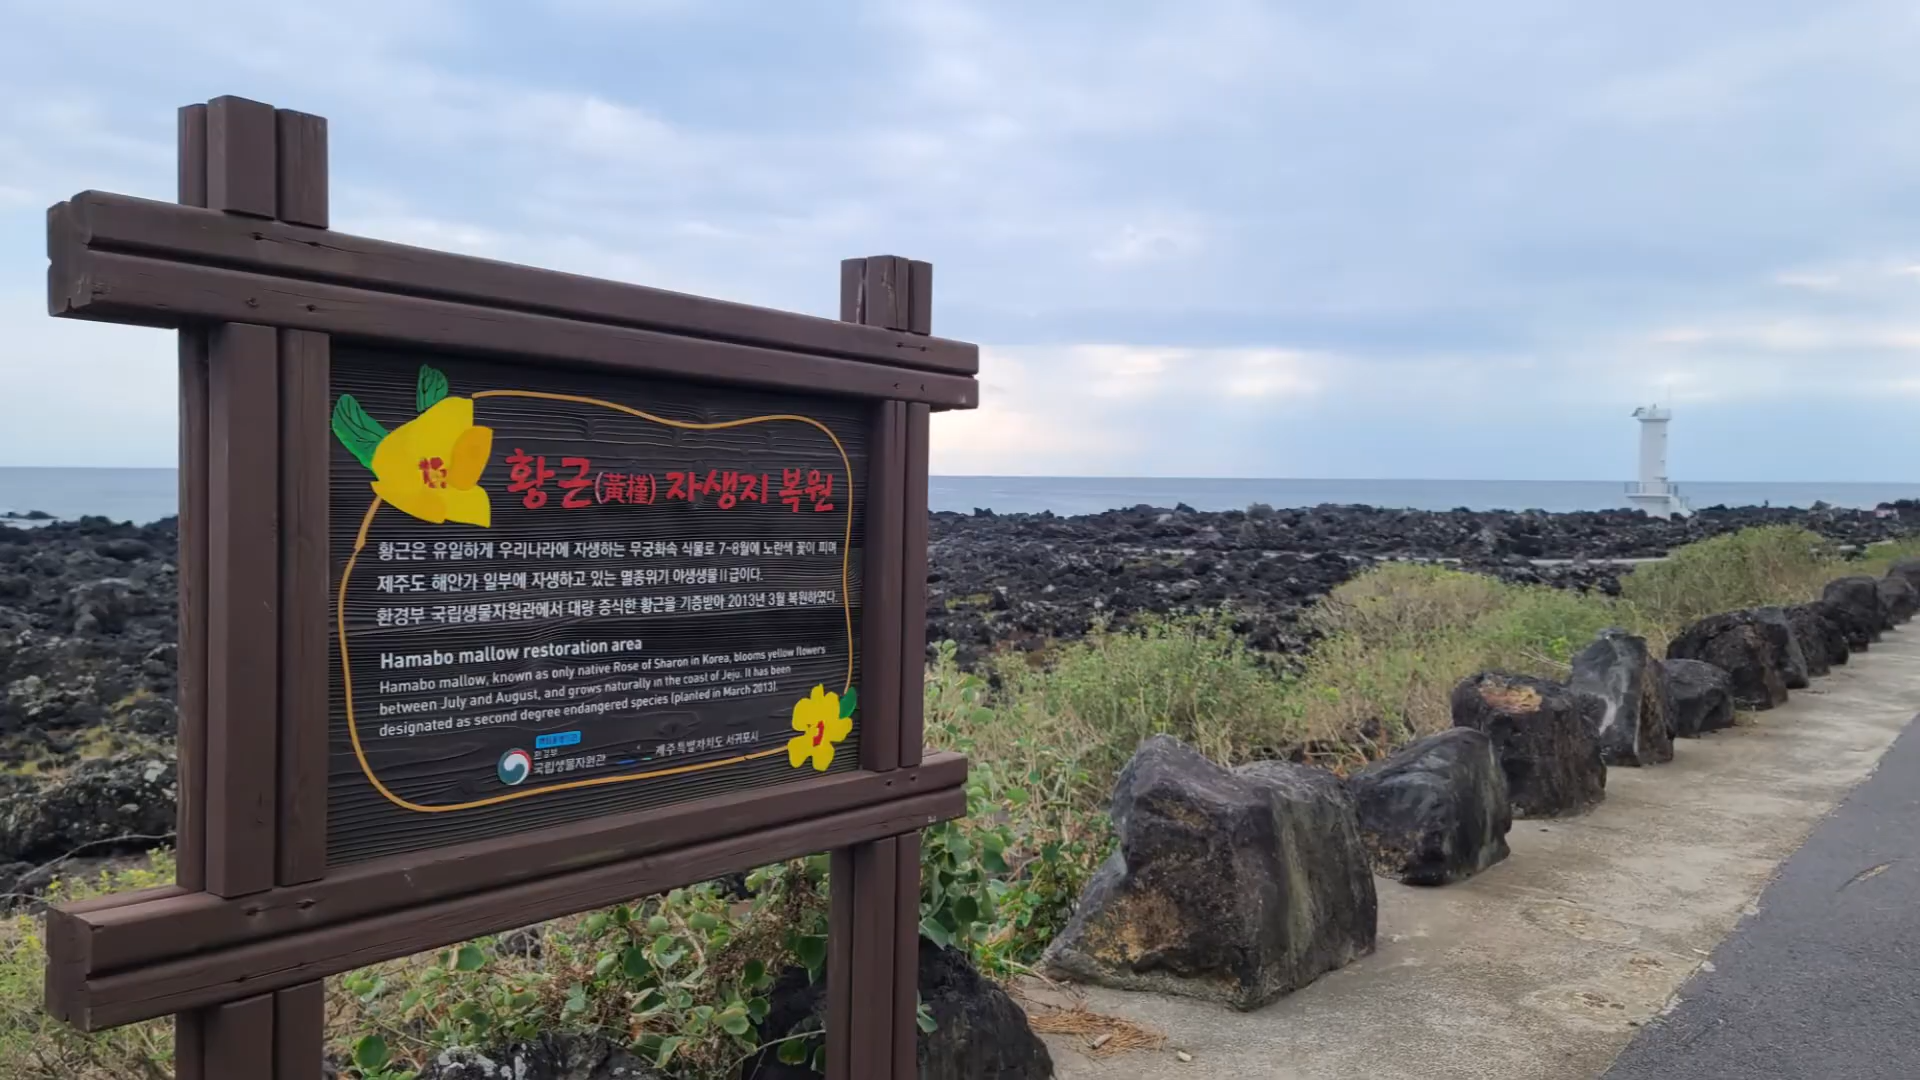 황근(黃槿) 자생지 복원
황근은 유일하게 우리나라에 자생하는 무궁화속 식물로 7-8월에 노란색 꽃이 피며
제주도 해안가 일부에 자생하고 있는 멸종위기 야생생물Ⅱ급이다.
환경부 국립생물자원관에서 대량 증식한 황근을 기증받아 2013년 3월 복원하였다.
Hamabo mallow restoration area
Hamabo mallow, known as only native Rose of Sharon in Korea, blooms yellow flowers
between July and August, and grows naturally in the coast of Jeju. It has been
designated as second degree endangered species (planted in March 2013).
환경부
국립생물자원관
제주특별자치도 서귀포시